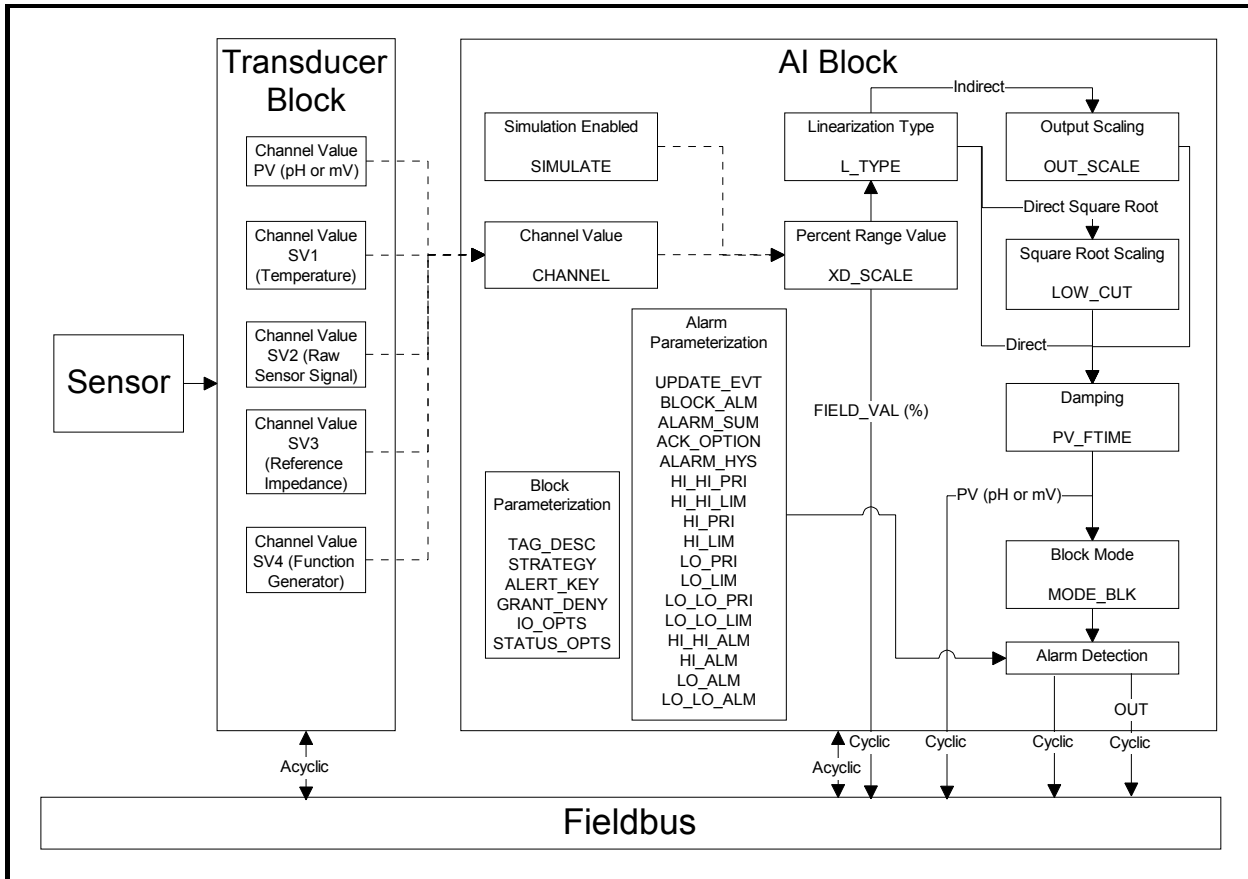 Transducer
Block
Channel Value
PV (pH or mV)
Channel Value
SV1
(Temperature)
Channel Value
SV2 (Raw
Sensor Signal)
Channel Value
SV3
(Reference
Impedance)
Channel Value
SV4 (Function
Generator)
Sensor
AI Block
Simulation Enabled
SIMULATE
Channel Value
CHANNEL
Linearization Type
L_TYPE
Percent Range Value
XD_SCALE
Indirect
Output Scaling
OUT_SCALE
Direct Square Root
Square Root Scaling
LOW_CUT
Direct
Damping
PV_FTIME
FIELD_VAL (%)
PV (pH or mV)
Block Mode
MODE_BLK
Alarm Detection
OUT
Block
Parameterization
TAG_DESC
STRATEGY
ALERT_KEY
GRANT_DENY
IO_OPTS
STATUS_OPTS
Alarm
Parameterization
UPDATE_EVT
BLOCK_ALM
ALARM_SUM
ACK_OPTION
ALARM_HYS
HI_HI_PRI
HI_HI_LIM
HI_PRI
HI_LIM
LO_PRI
LO_LIM
LO_LO_PRI
LO_LO_LIM
HI_HI_ALM
HI_ALM
LO_ALM
LO_LO_ALM
Acyclic
Acyclic
Cyclic
Cyclic
Cyclic
Cyclic
Fieldbus